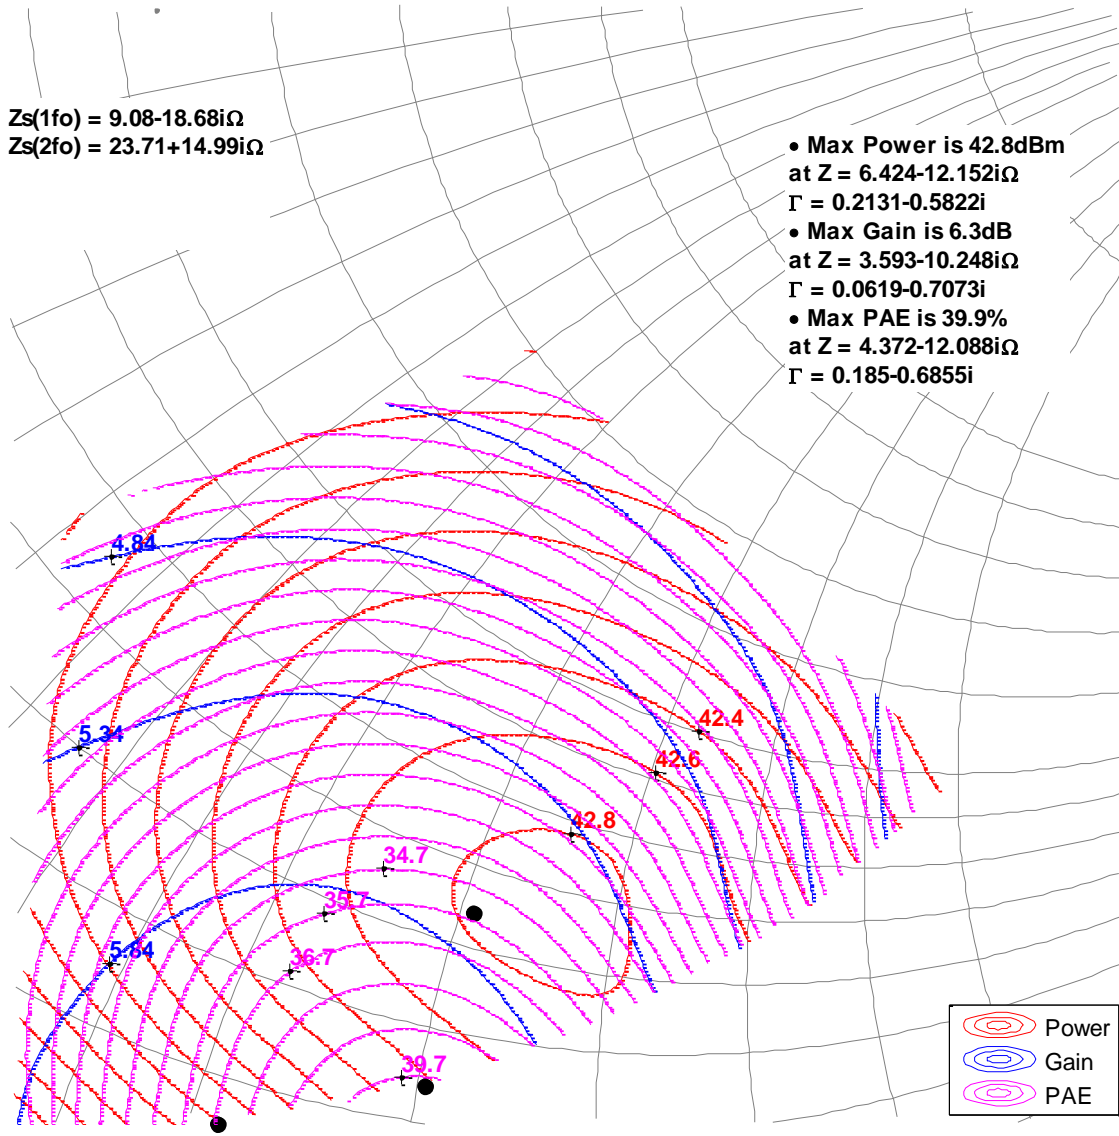 Zs(1fo) = 9.08-18.68iΩ
Zs(2fo) = 23.71+14.99iΩ
• Max Power is 42.8dBm
at Z = 6.424-12.152iΩ
Γ = 0.2131-0.5822i
• Max Gain is 6.3dB
at Z = 3.593-10.248iΩ
Γ = 0.0619-0.7073i
• Max PAE is 39.9%
at Z = 4.372-12.088iΩ
Γ = 0.185-0.6855i
4.84
5.34
42.4
42.6
42.8
34.7
35.7
5.84
36.7
39.7
Power
Gain
PAE